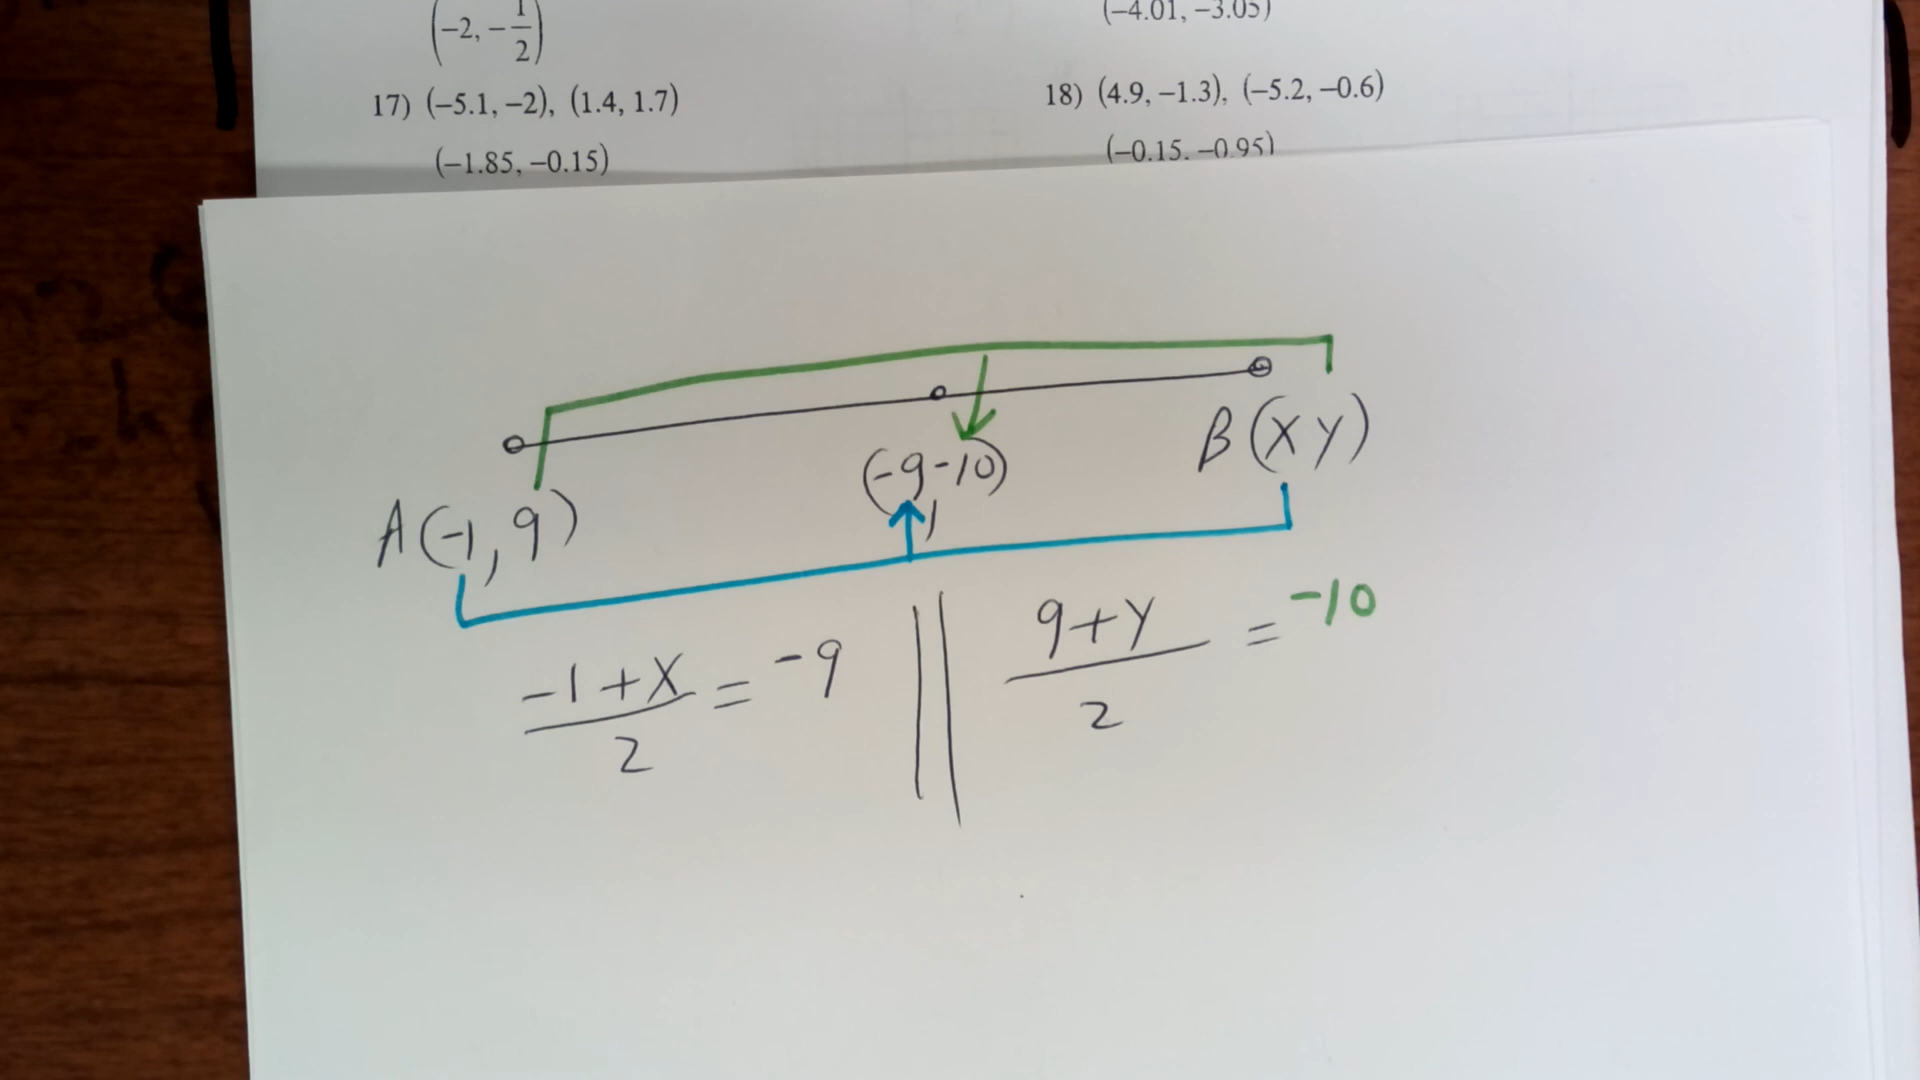 (−2, −1/2)
(−4.01, −3.05)
17) (−5.1, −2), (1.4, 1.7)
18) (4.9, −1.3), (−5.2, −0.6)
(−1.85, −0.15)
(−0.15, −0.95)
B(X Y)
(-9,-10)
A(-1, 9)
(-1+X)/2 = -9
(9+Y)/2 = -10